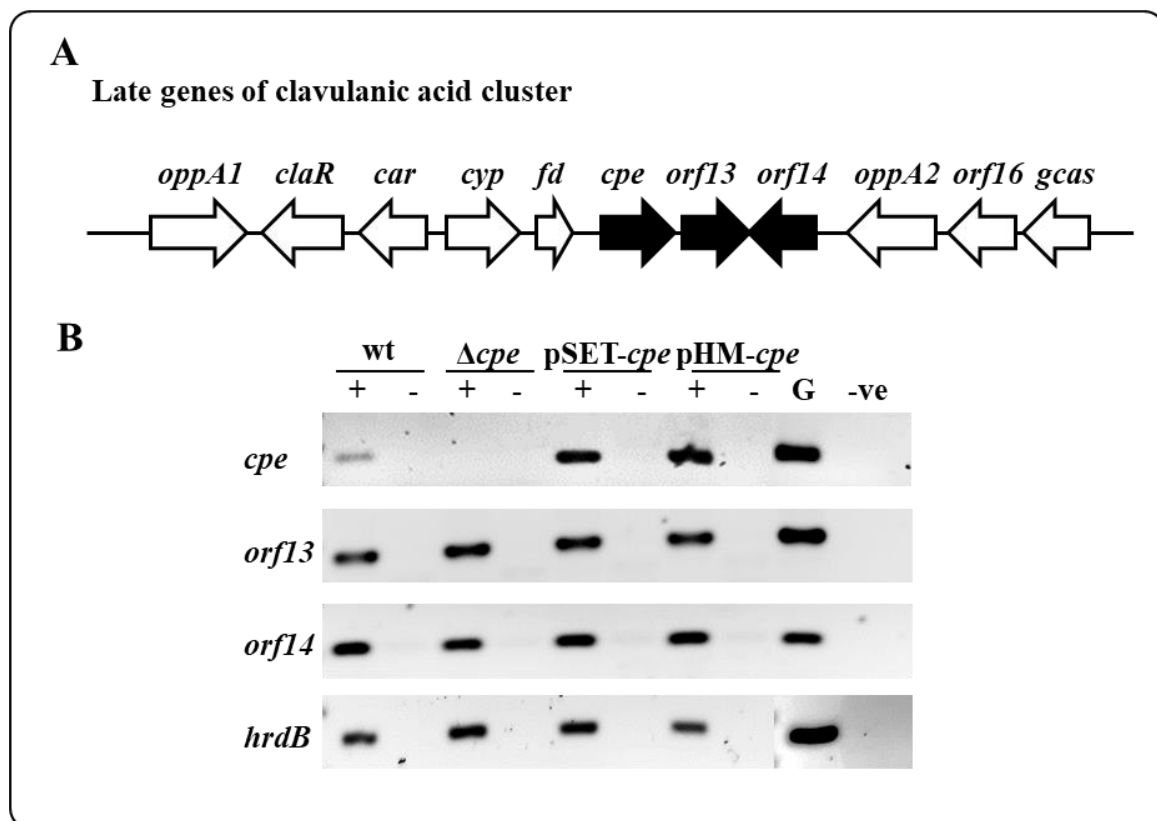 A
Late genes of clavulanic acid cluster
oppA1 claR car cyp fd cpe orf13 orf14 oppA2 orf16 gcas
B
wt Δcpe pSET-cpe pHM-cpe
+ - + - + - + - G -ve
cpe
orf13
orf14
hrdB